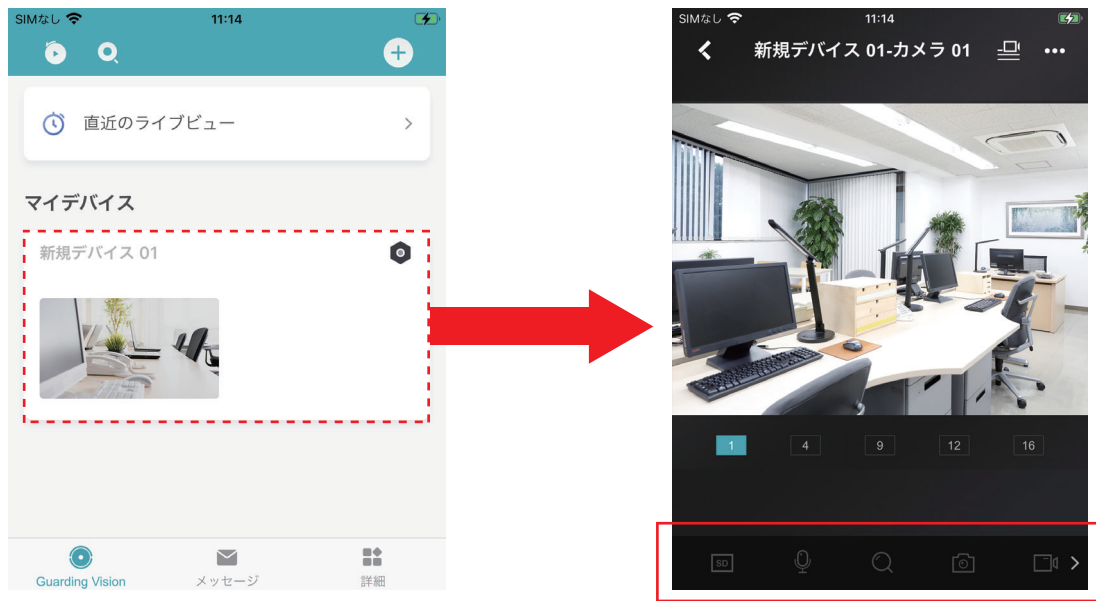 SIMなし 11:14
直近のライブビュー
マイデバイス
新規デバイス 01
Guarding Vision メッセージ 詳細
SIMなし 11:14
新規デバイス 01-カメラ 01
1 4 9 12 16
SD